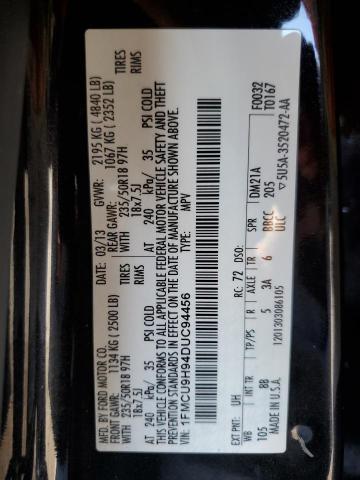 MFD. BY FORD MOTOR CO.
DATE: 03/13 GVWR: 2195 KG ( 4840 LB)
FRONT GAWR: 1134 KG ( 2500 LB) REAR GAWR: 1067 KG ( 2352 LB)
WITH 235/50R18 97H TIRES WITH 235/50R18 97H TIRES
18x7.5J RIMS 18x7.5J RIMS
AT 240 kPa/ 35 PSI COLD AT 240 kPa/ 35 PSI COLD
THIS VEHICLE CONFORMS TO ALL APPLICABLE FEDERAL MOTOR VEHICLE SAFETY AND THEFT
PREVENTION STANDARDS IN EFFECT ON THE DATE OF MANUFACTURE SHOWN ABOVE.
VIN: 1FMCU9H94DUC94456 TYPE: MPV
F0032
T0167
EXT PNT: UH RC: 72 DSO: DM21A
WB INT TR TP/PS R AXLE TR SPR 205
105 8B 5 3A 6 BBCC
ULC
MADE IN U.S.A. 1201303086105 5U5A-3520472-AA